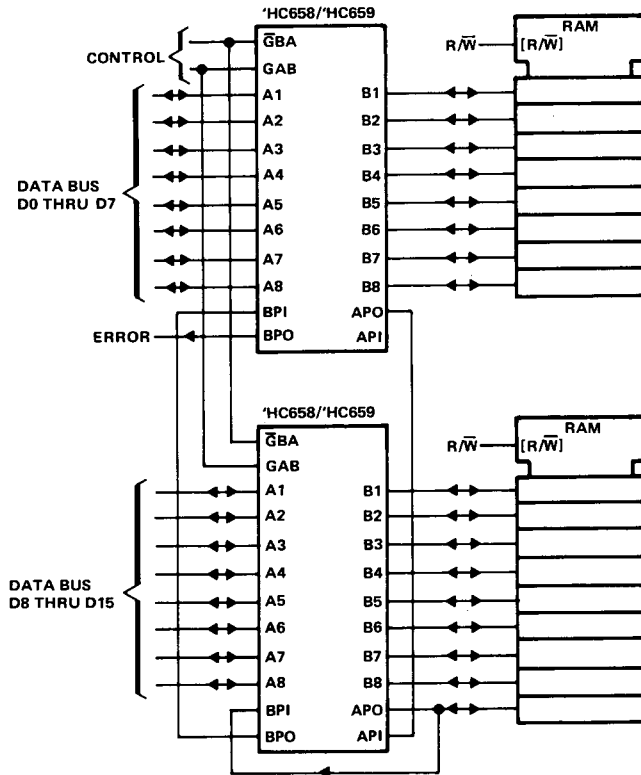 'HC658/'HC659
RAM
CONTROL
G̅BA
GAB
R/W̅
[R/W̅]
A1
A2
A3
A4
A5
A6
A7
A8
BPI
BPO
B1
B2
B3
B4
B5
B6
B7
B8
APO
API
DATA BUS
D0 THRU D7
ERROR
'HC658/'HC659
RAM
G̅BA
GAB
R/W̅
[R/W̅]
A1
A2
A3
A4
A5
A6
A7
A8
BPI
BPO
B1
B2
B3
B4
B5
B6
B7
B8
APO
API
DATA BUS
D8 THRU D15